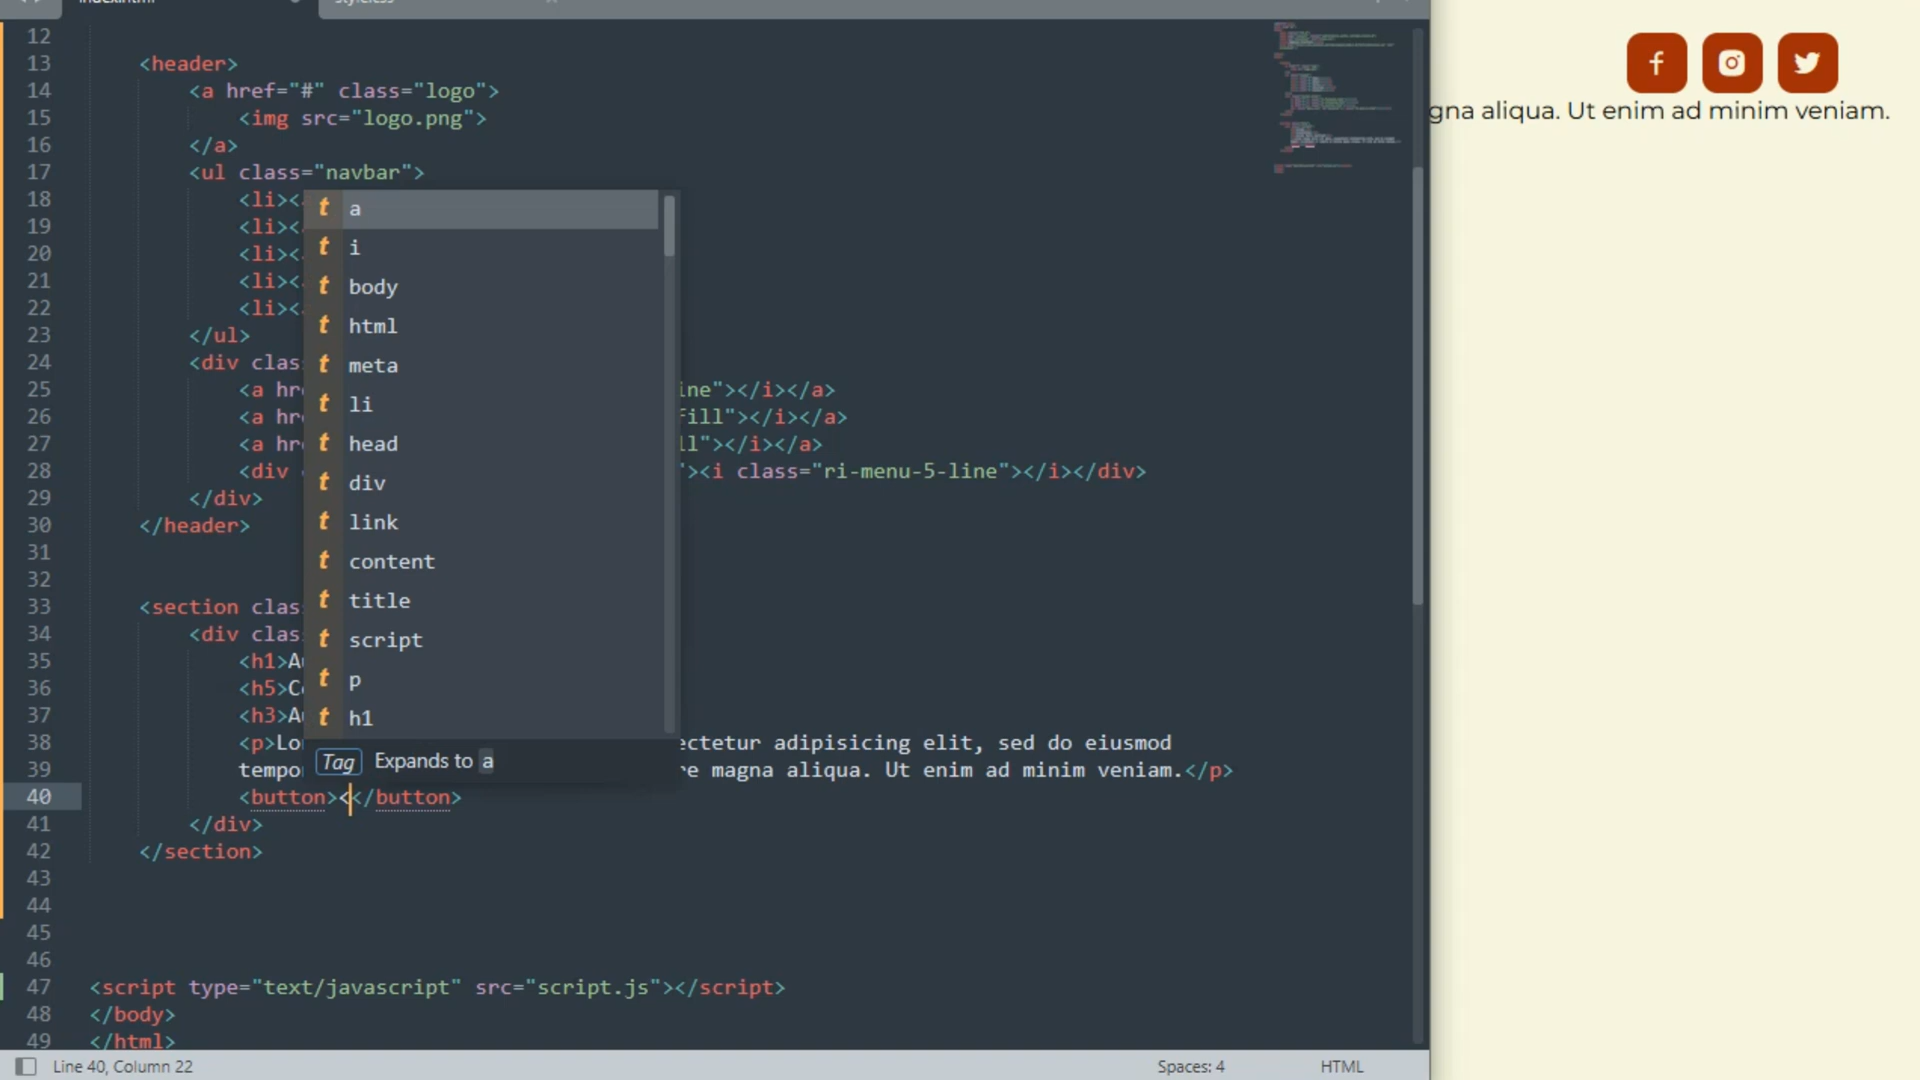 12
13 <header>
14 <a href="#" class="logo">
15 <img src="logo.png">
16 </a>
17 <ul class="navbar">
18 <li><
19 <li><
20 <li><
21 <li><
22 <li><
23 </ul>
24 <div clas
25 <a hr ine"></i></a>
26 <a hr fill"></i></a>
27 <a hr ll"></i></a>
28 <div "><i class="ri-menu-5-line"></i></div>
29 </div>
30 </header>
31
32
33 <section clas
34 <div clas
35 <h1>A
36 <h5>C
37 <h3>A
38 <p>Lo ectetur adipisicing elit, sed do eiusmod
39 tempo re magna aliqua. Ut enim ad minim veniam.</p>
40 <button><</button>
41 </div>
42 </section>
43
44
45
46
47 <script type="text/javascript" src="script.js"></script>
48 </body>
49 </html>
t a
t i
t body
t html
t meta
t li
t head
t div
t link
t content
t title
t script
t p
t h1
Tag Expands to a
Line 40, Column 22
Spaces: 4
HTML
gna aliqua. Ut enim ad minim veniam.